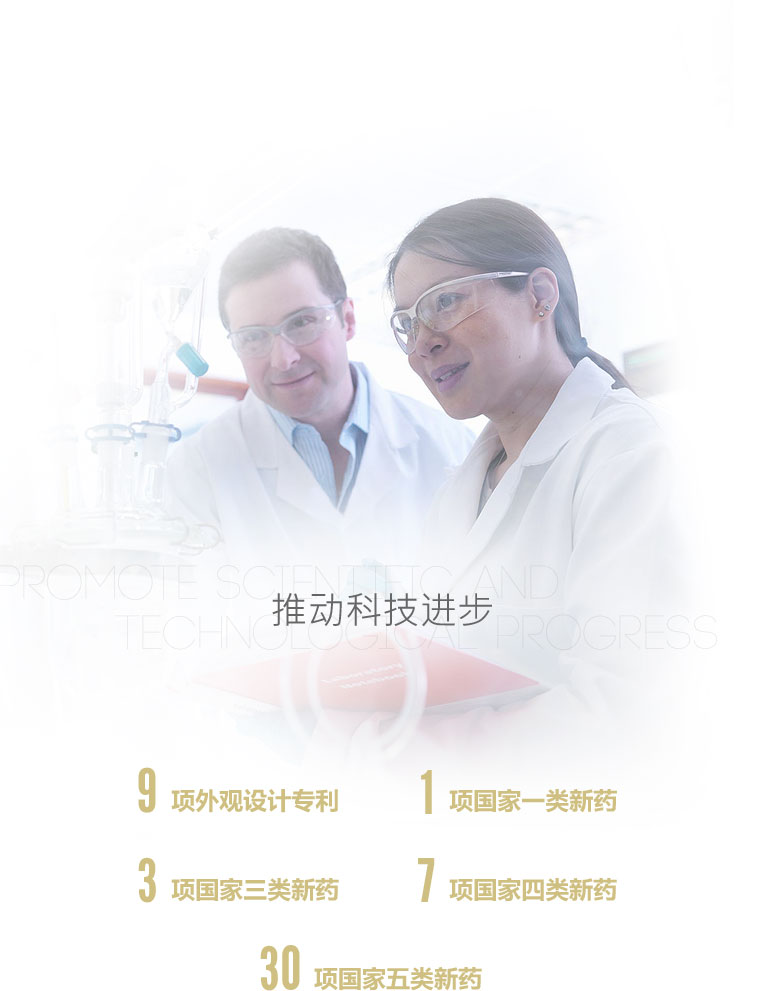 PROMOTE SCIENTIFIC AND
推动科技进步
TECHNOLOGICAL PROGRESS
Laboratory
Notebook
9 项外观设计专利
1 项国家一类新药
3 项国家三类新药
7 项国家四类新药
30 项国家五类新药